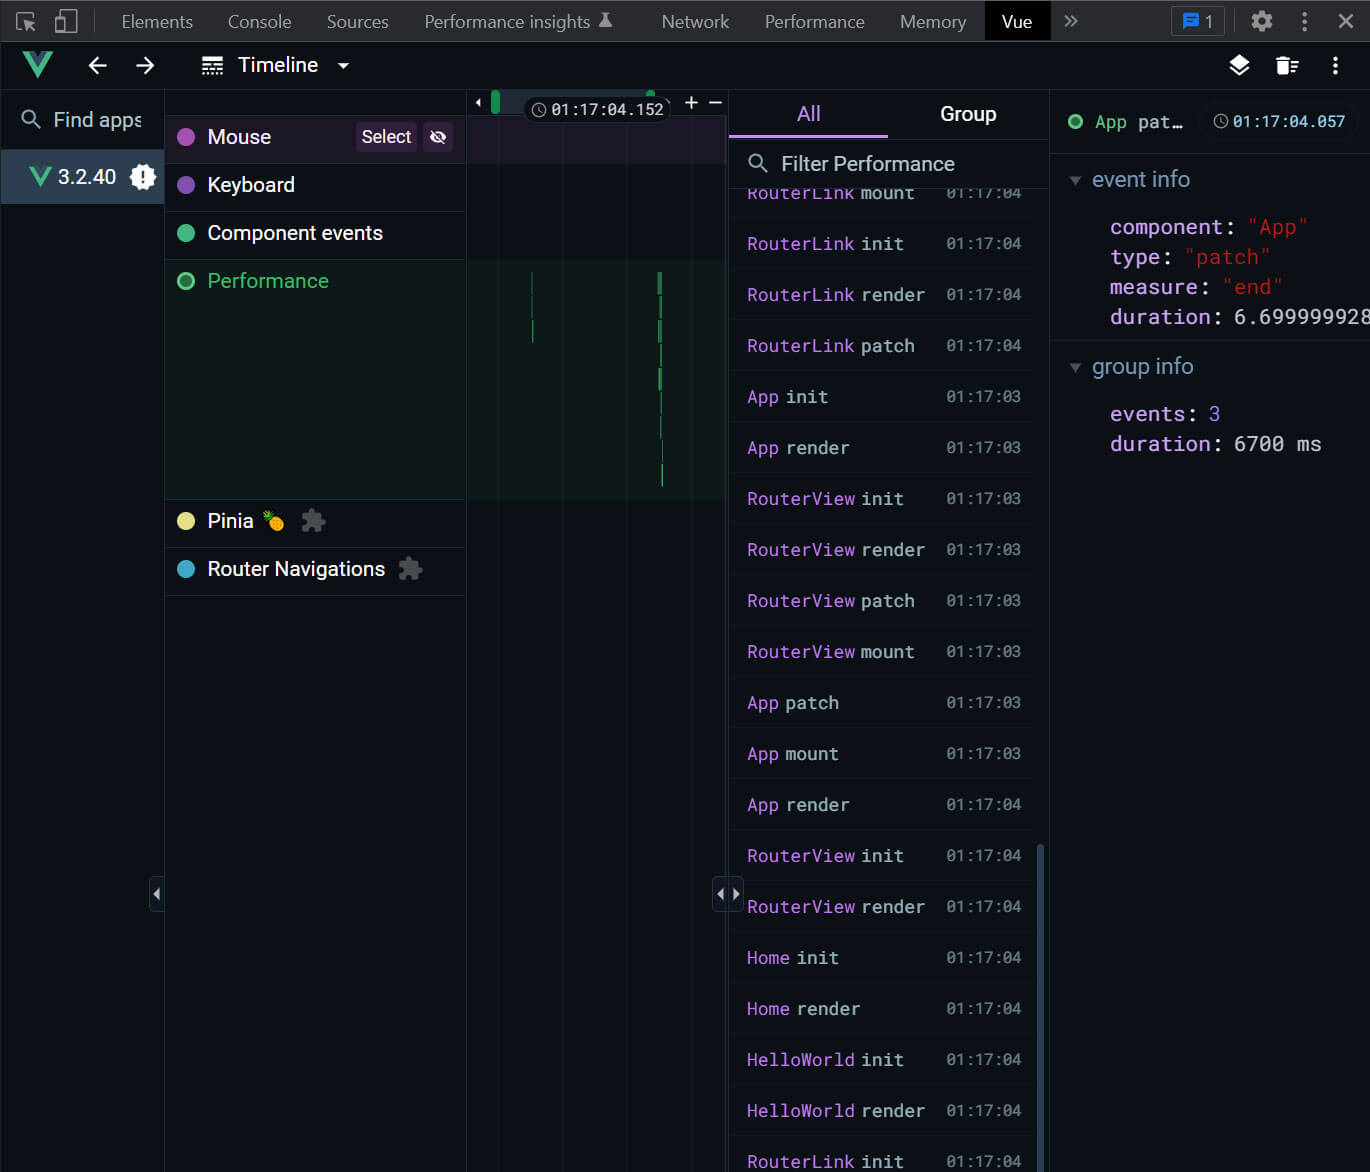 Elements Console Sources Performance insights Network Performance Memory Vue 1
Timeline
Find apps
3.2.40
Mouse Select
Keyboard
Component events
Performance
Pinia 🍍
Router Navigations
01:17:04.152
All Group
Filter Performance
RouterLink mount 01:17:04
RouterLink init 01:17:04
RouterLink render 01:17:04
RouterLink patch 01:17:04
App init 01:17:03
App render 01:17:03
RouterView init 01:17:03
RouterView render 01:17:03
RouterView patch 01:17:03
RouterView mount 01:17:03
App patch 01:17:03
App mount 01:17:03
App render 01:17:04
RouterView init 01:17:04
RouterView render 01:17:04
Home init 01:17:04
Home render 01:17:04
HelloWorld init 01:17:04
HelloWorld render 01:17:04
RouterLink init 01:17:04
App pat… 01:17:04.057
event info
component: "App"
type: "patch"
measure: "end"
duration: 6.699999928
group info
events: 3
duration: 6700 ms